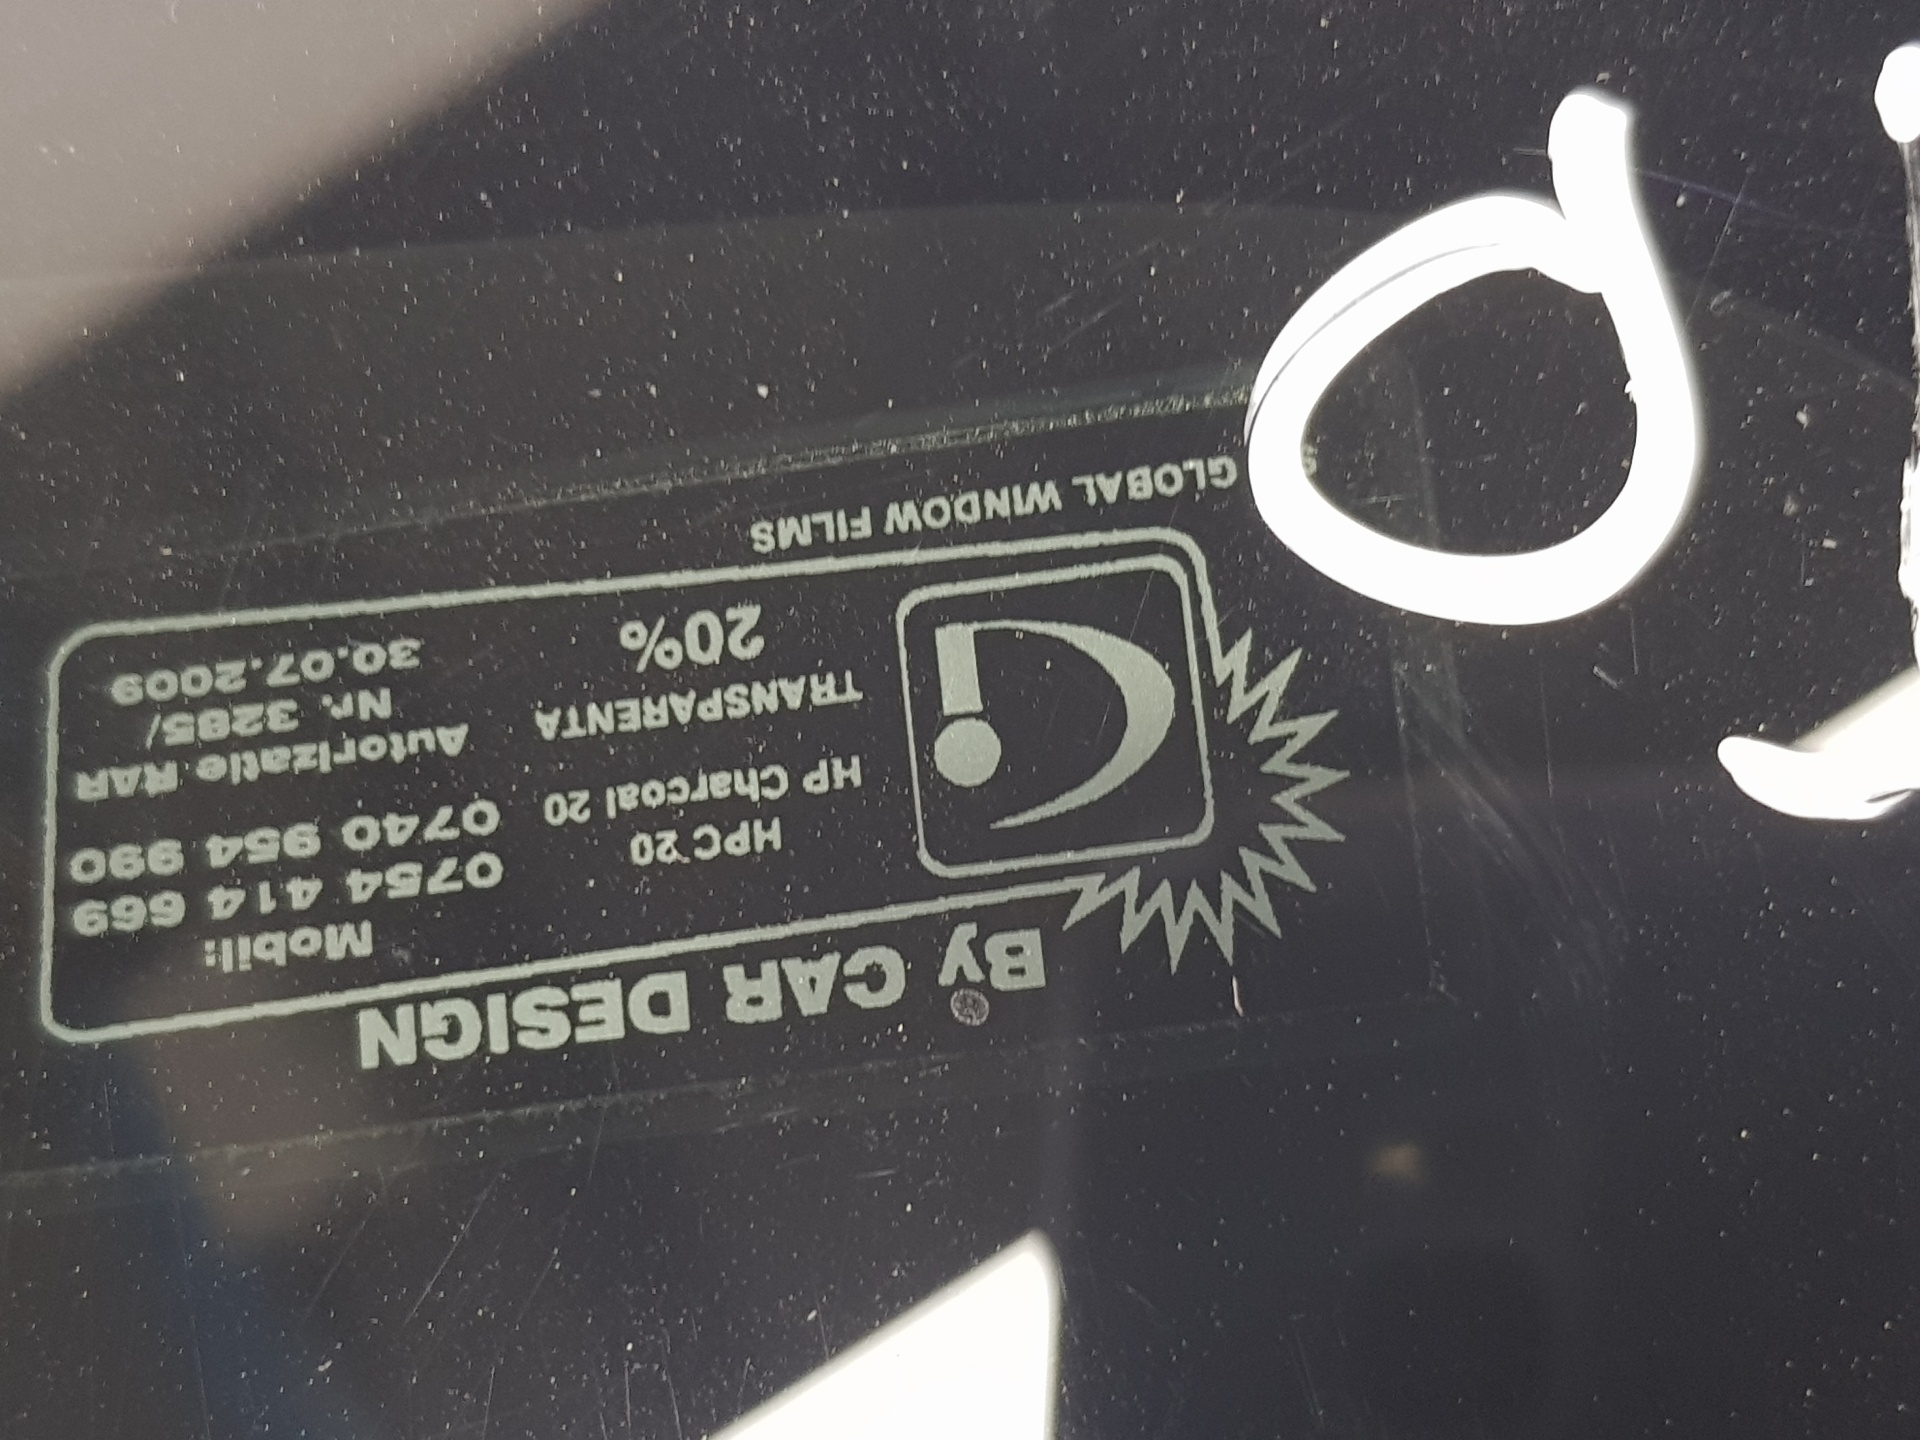 By CAR DESIGN
HPC 20
HP Charcoal 20
TRANSPARENTA
20%
Mobil:
0754 414 669
0740 954 990
Autorizatie RAR
Nr. 3285/
30.07.2009
GLOBAL WINDOW FILMS